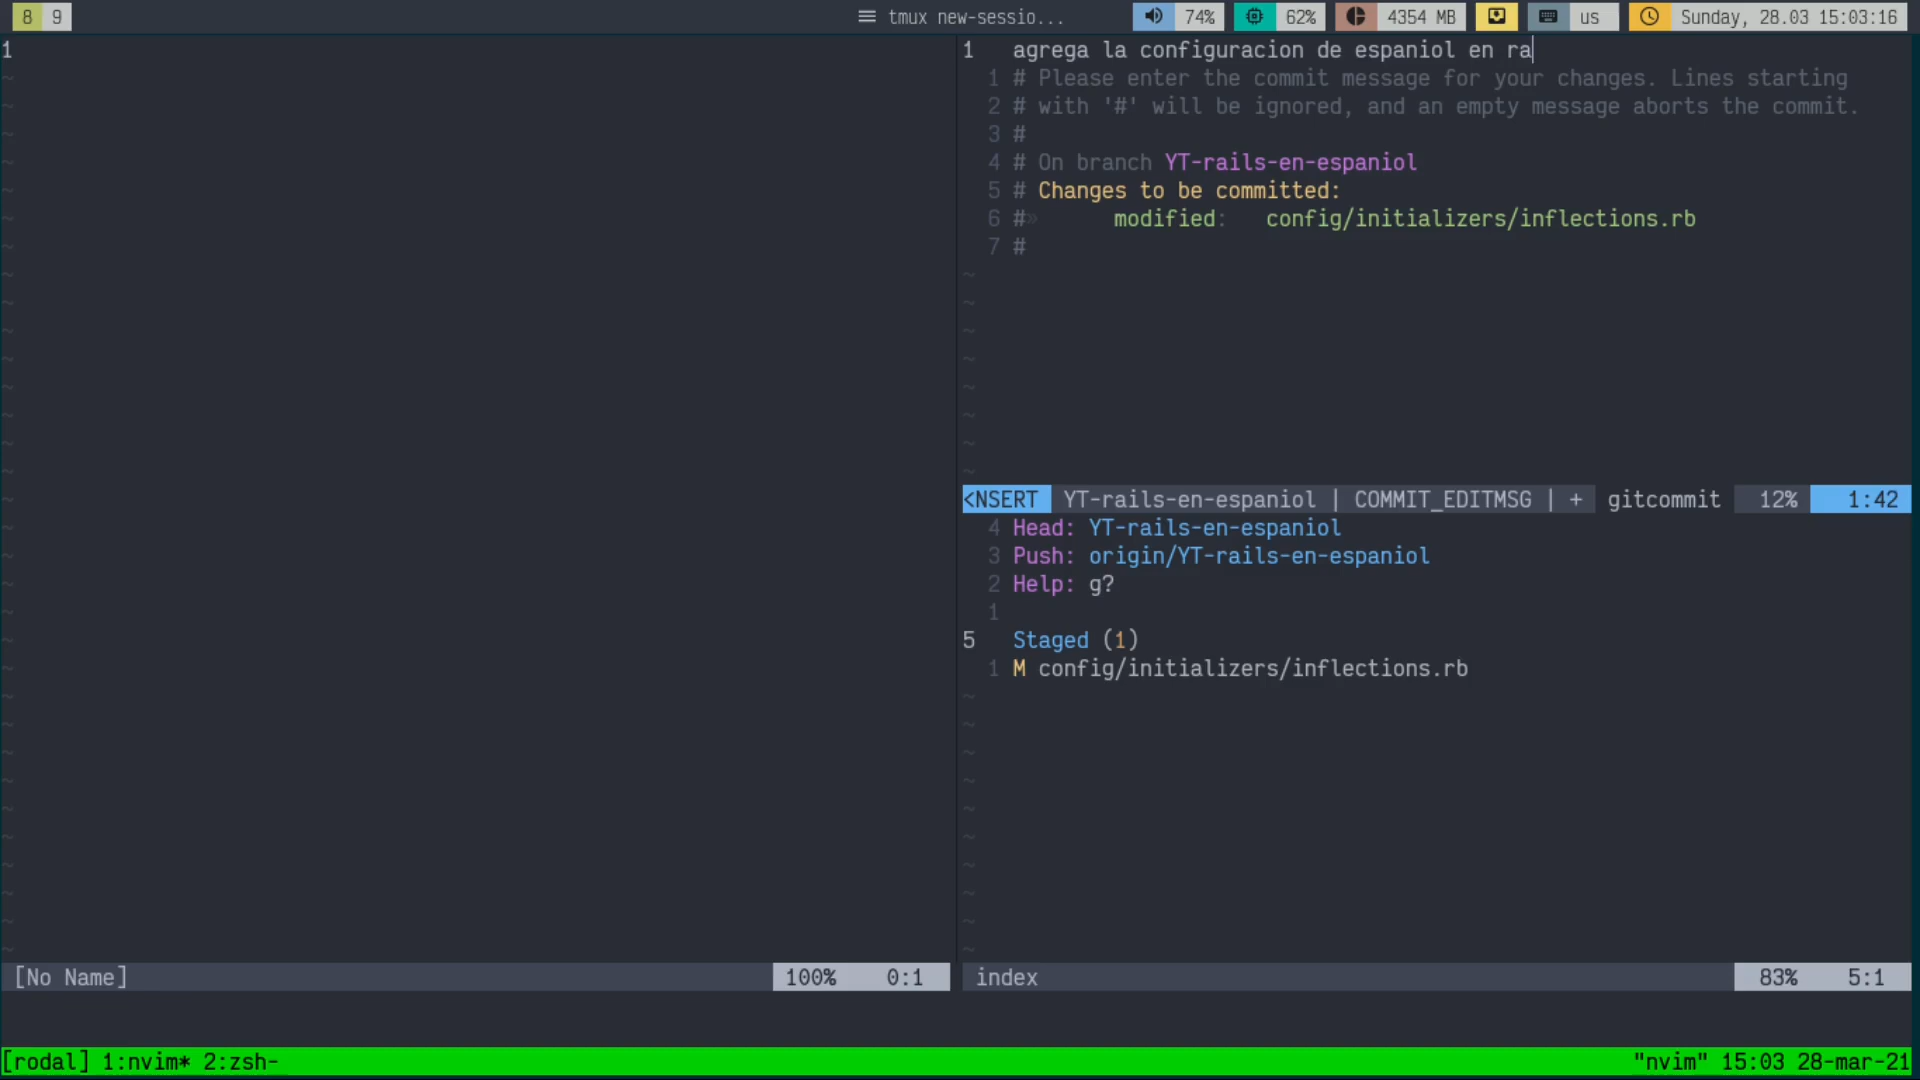 8 9
tmux new-sessio...
74%
62%
4354 MB
us
Sunday, 28.03 15:03:16
1
1 agrega la configuracion de espaniol en ra
1 # Please enter the commit message for your changes. Lines starting
2 # with '#' will be ignored, and an empty message aborts the commit.
3 #
4 # On branch YT-rails-en-espaniol
5 # Changes to be committed:
6 #» modified: config/initializers/inflections.rb
7 #
<NSERT YT-rails-en-espaniol | COMMIT_EDITMSG | + gitcommit 12% 1:42
4 Head: YT-rails-en-espaniol
3 Push: origin/YT-rails-en-espaniol
2 Help: g?
1
5 Staged (1)
1 M config/initializers/inflections.rb
[No Name] 100% 0:1
index 83% 5:1
[rodal] 1:nvim* 2:zsh- "nvim" 15:03 28-mar-21